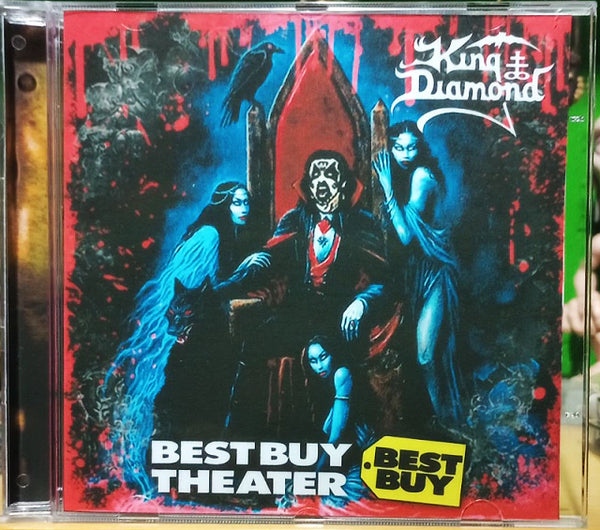 King
Diamond
BEST BUY
THEATER
BEST
BUY